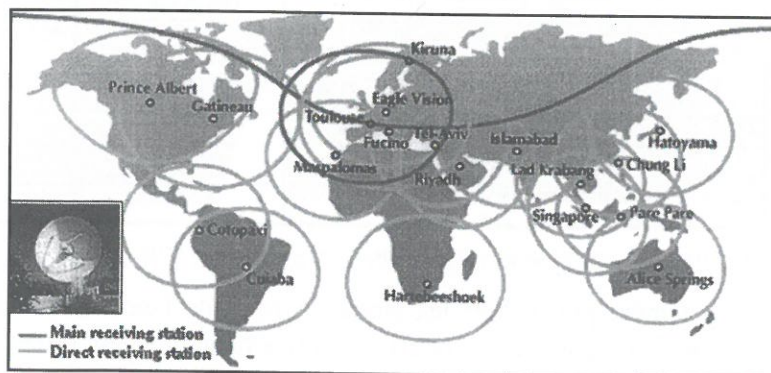 Kiruna
Prince Albert
Gatineau
Eagle Vision
Toulouse
Fucino
Tel-Aviv
Islamabad
Hatoyama
Maspalomas
Riyadh
Lad Krabang
Chung Li
Singapore
Pare Pare
Cotopaxi
Cuiaba
Hartebeeshoek
Alice Springs
Main receiving station
Direct receiving station